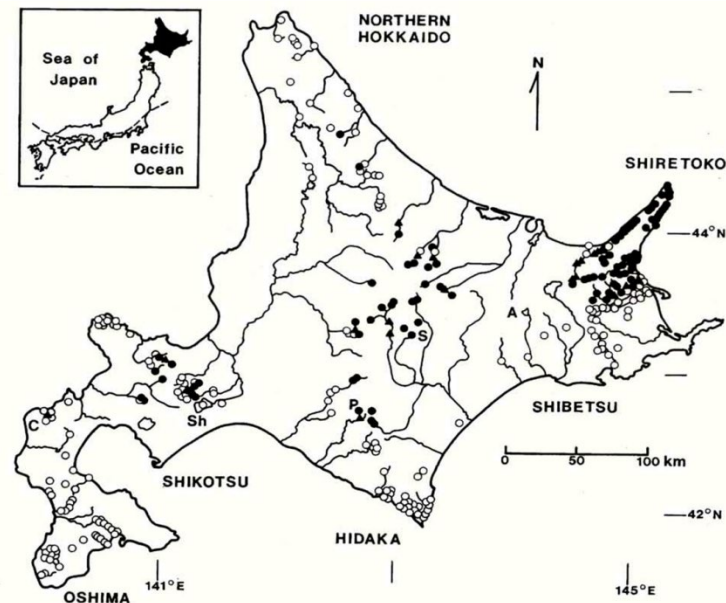 NORTHERN
HOKKAIDO
Sea of
Japan
Pacific
Ocean
N
SHIRETOKO
44°N
A
S
P
C
Sh
SHIBETSU
0 50 100 km
SHIKOTSU
42°N
HIDAKA
141°E
145°E
OSHIMA